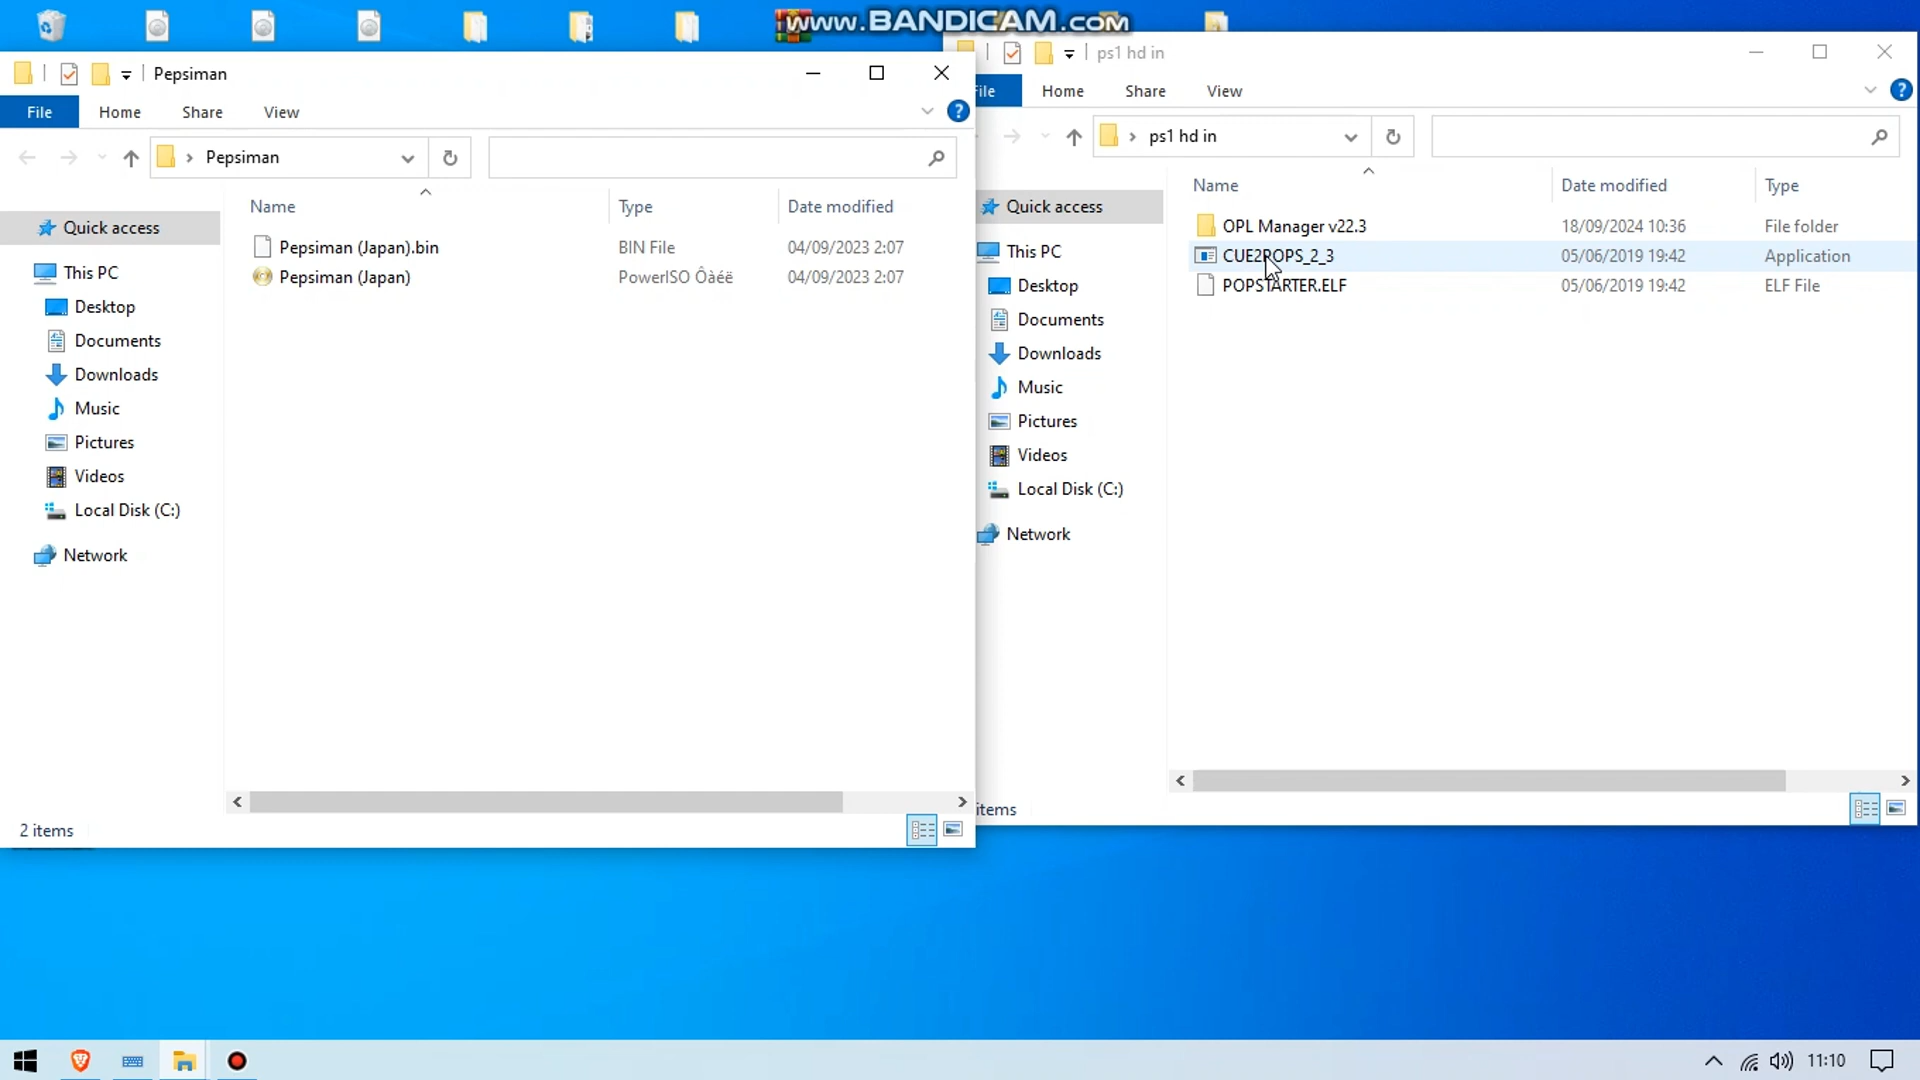 www.BANDICAM.com
Pepsiman
File
Home
Share
View
Pepsiman
Name
Type
Date modified
Quick access
Pepsiman (Japan).bin
BIN File
04/09/2023 2:07
This PC
Pepsiman (Japan)
PowerISO Ôàéë
04/09/2023 2:07
Desktop
Documents
Downloads
Music
Pictures
Videos
Local Disk (C:)
Network
2 items
ps1 hd in
File
Home
Share
View
ps1 hd in
Name
Date modified
Type
Quick access
OPL Manager v22.3
18/09/2024 10:36
File folder
This PC
CUE2POPS_2_3
05/06/2019 19:42
Application
Desktop
POPSTARTER.ELF
05/06/2019 19:42
ELF File
Documents
Downloads
Music
Pictures
Videos
Local Disk (C:)
Network
items
11:10